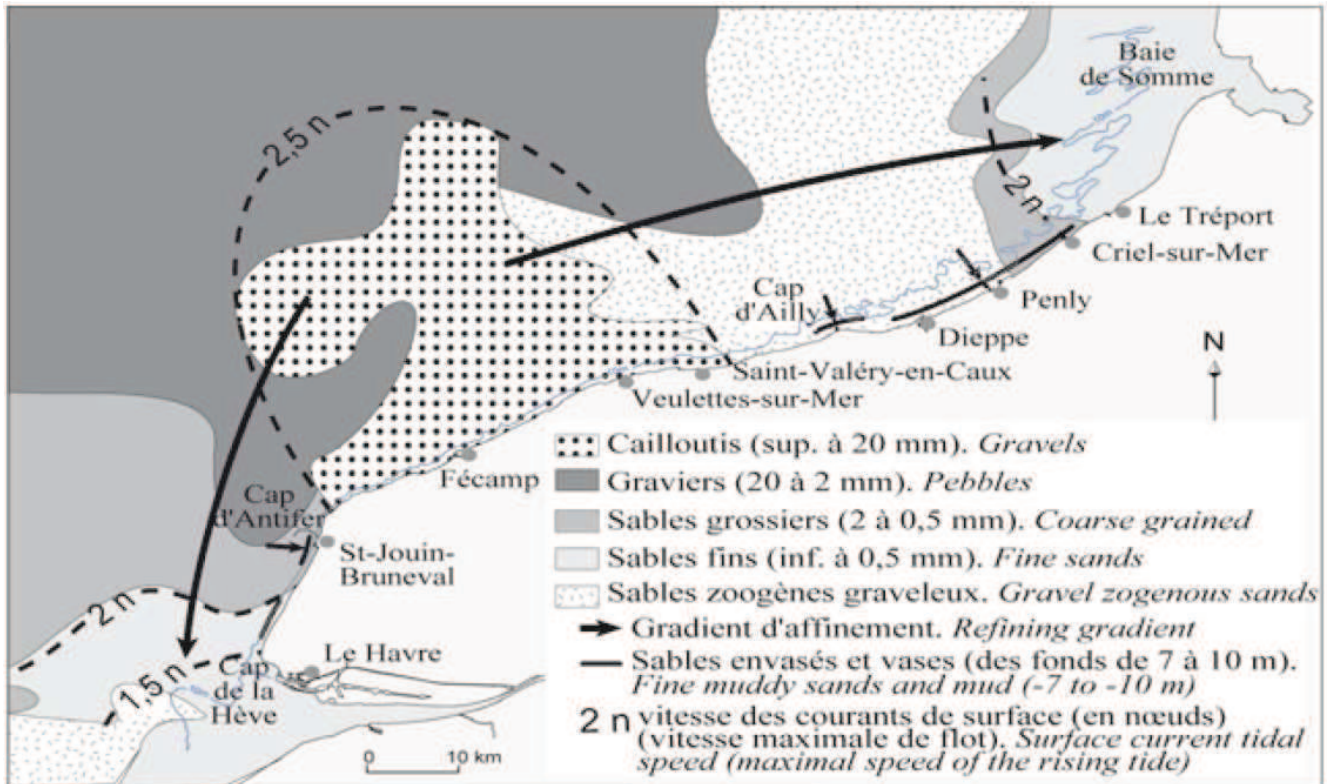 Baie
de Somme
2,5 n
2 n
Le Tréport
Criel-sur-Mer
Cap
d'Ailly
Penly
Dieppe
N
Saint-Valéry-en-Caux
Veulettes-sur-Mer
Fécamp
Cap
d'Antifer
St-Jouin-
Bruneval
2 n
1,5 n
Le Havre
Cap
de la
Hève
0 10 km
Cailloutis (sup. à 20 mm). Gravels
Graviers (20 à 2 mm). Pebbles
Sables grossiers (2 à 0,5 mm). Coarse grained
Sables fins (inf. à 0,5 mm). Fine sands
Sables zoogènes graveleux. Gravel zogenous sands
Gradient d'affinement. Refining gradient
Sables envasés et vases (des fonds de 7 à 10 m).
Fine muddy sands and mud (-7 to -10 m)
2 n vitesse des courants de surface (en nœuds)
(vitesse maximale de flot). Surface current tidal
speed (maximal speed of the rising tide)